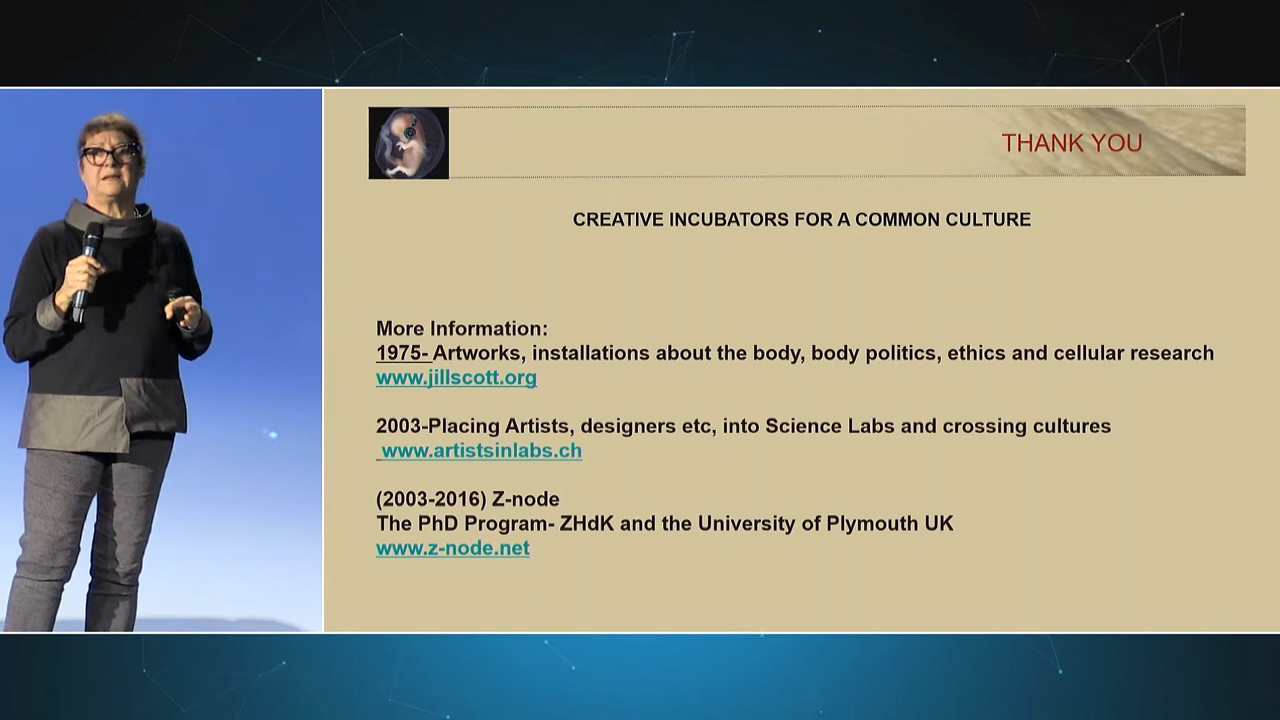 THANK YOU
CREATIVE INCUBATORS FOR A COMMON CULTURE
More Information:
1975- Artworks, installations about the body, body politics, ethics and cellular research
www.jillscott.org
2003-Placing Artists, designers etc, into Science Labs and crossing cultures
www.artistsinlabs.ch
(2003-2016) Z-node
The PhD Program- ZHdK and the University of Plymouth UK
www.z-node.net